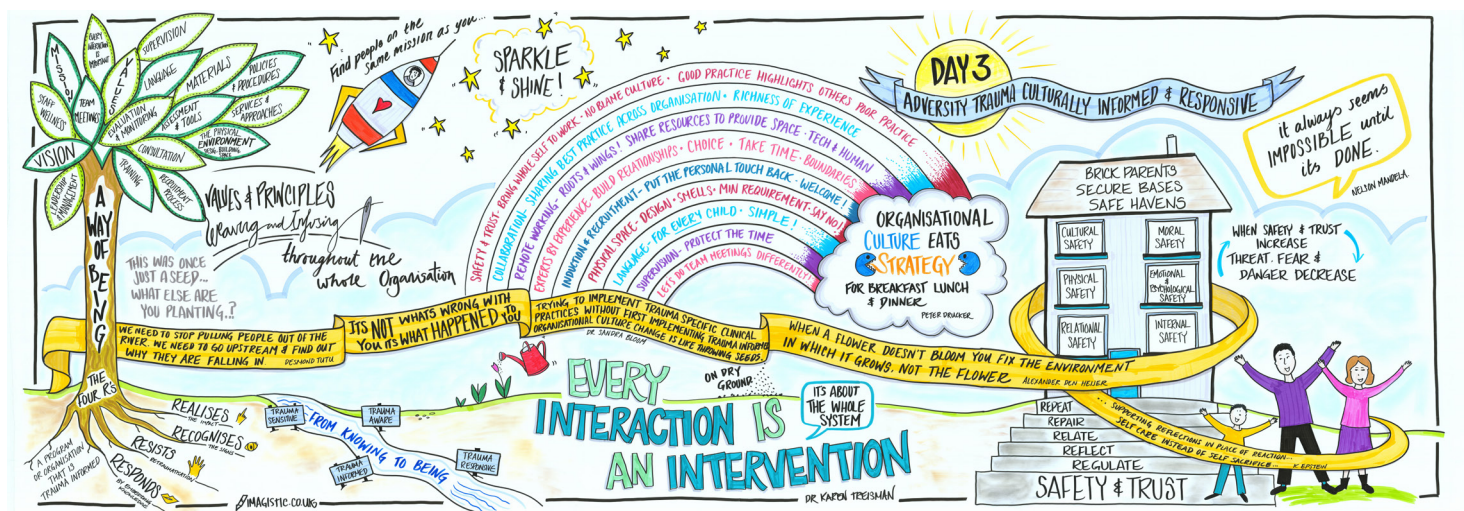 MISSION
EVERY
INTERACTION
IS
VALUES
SUPERVISION
LANGUAGE
MATERIALS
POLICIES
& PROCEDURES
STAFF
WELLNESS
TEAM
MEETINGS
EVALUATION
& MONITORING
ASSESSMENT
& TOOLS
SERVICES &
APPROACHES
THE PHYSICAL
ENVIRONMENT
CONSULTATION
VISION
LEADERSHIP
& MANAGEMENT
TRAINING
RECRUITMENT
PROCESS
A
WAY
OF
BEING
Find people on the
same mission as you...
SPARKLE
& SHINE!
VALUES & PRINCIPLES
Weaving and Infusing
throughout the
whole Organisation
THIS WAS ONCE
JUST A SEED...
WHAT ELSE ARE
YOU PLANTING..?
SAFETY & TRUST- BRING WHOLE SELF TO WORK - NO BLAME CULTURE • GOOD PRACTICE HIGHLIGHTS OTHERS POOR PRACTICE
COLLABORATION- SHARING BEST PRACTICE ACROSS ORGANISATION • RICHNESS OF EXPERIENCE
REMOTE WORKING- ROOTS & WINGS! SHARE RESOURCES TO PROVIDE SPACE • TECH & HUMAN
EXPERTS BY EXPERIENCE- BUILD RELATIONSHIPS • CHOICE • TAKE TIME- BOUNDARIES
INDUCTION & RECRUITMENT - PUT THE PERSONAL TOUCH BACK - WELCOME!
PHYSICAL SPACE- DESIGN • SMELLS • MIN REQUIREMENT- SAY NO!
LANGUAGE- FOR EVERY CHILD • SIMPLE!
SUPERVISION- PROTECT THE TIME
LET'S DO TEAM MEETINGS DIFFERENTLY!
DAY 3
ADVERSITY TRAUMA CULTURALLY INFORMED & RESPONSIVE
it always seems
IMPOSSIBLE until
its DONE.
NELSON MANDELA.
ORGANISATIONAL
CULTURE EATS
STRATEGY
FOR BREAKFAST LUNCH
& DINNER
PETER DRUCKER
BRICK PARENTS
SECURE BASES
SAFE HAVENS
CULTURAL
SAFETY
MORAL
SAFETY
PHYSICAL
SAFETY
EMOTIONAL
& PSYCHOLOGICAL
SAFETY
RELATIONAL
SAFETY
INTERNAL
SAFETY
WHEN SAFETY & TRUST
INCREASE
THREAT. FEAR &
DANGER DECREASE
WE NEED TO STOP PULLING PEOPLE OUT OF THE
RIVER. WE NEED TO GO UPSTREAM & FIND OUT
WHY THEY ARE FALLING IN DESMOND TUTU
ITS NOT WHATS WRONG WITH
YOU ITS WHAT HAPPENED TO YOU
TRYING TO IMPLEMENT TRAUMA SPECIFIC CLINICAL
PRACTICES WITHOUT FIRST IMPLEMENTING TRAUMA INFORMED
ORGANISATIONAL CULTURE CHANGE IS LIKE THROWING SEEDS.
DR. SANDRA BLOOM
ON DRY
GROUND
WHEN A FLOWER DOESN'T BLOOM YOU FIX THE ENVIRONMENT
IN WHICH IT GROWS, NOT THE FLOWER ALEXANDER DEN HEIJER
... SUPPORTING REFLECTIONS IN PLACE OF REACTION...
SELF CARE INSTEAD OF SELF SACRIFICE... K EPSTEIN
THE
FOUR R'S
REALISES
THE IMPACT
RECOGNISES
THE SIGNS
RESISTS
RETRAUMATISATION
RESPONDS
A PROGRAM
OR ORGANISATION
THAT IS
TRAUMA INFORMED
TRAUMA
SENSITIVE
TRAUMA
AWARE
FROM KNOWING TO BEING
TRAUMA
INFORMED
TRAUMA
RESPONSIVE
EVERY
INTERACTION IS
AN INTERVENTION
DR KAREN TREISMAN
IT'S ABOUT
THE WHOLE
SYSTEM
REPEAT
REPAIR
RELATE
REFLECT
REGULATE
SAFETY & TRUST
IMAGISTIC.CO.UK